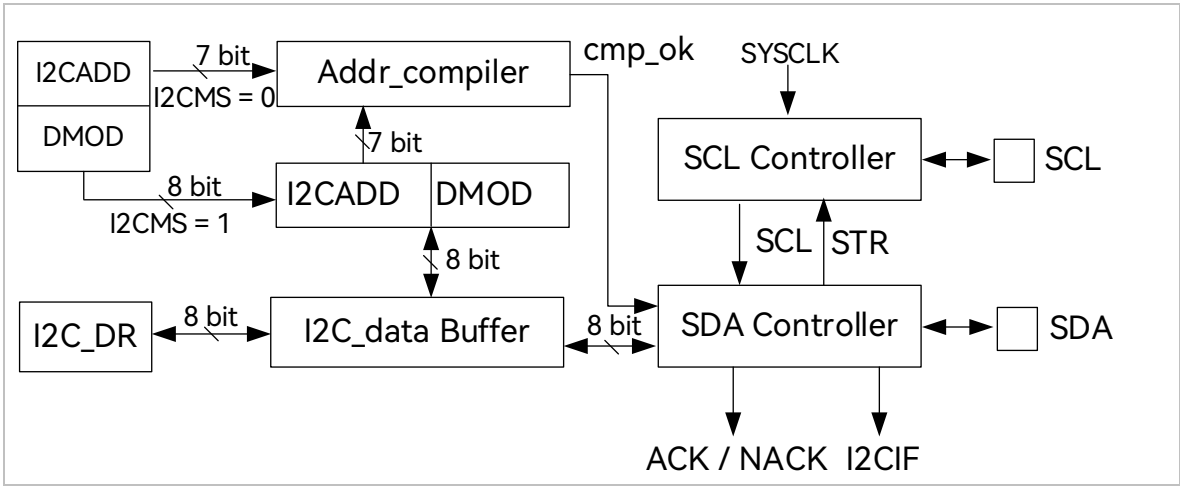 I2CADD
DMOD
7 bit
I2CMS = 0
Addr_compiler
cmp_ok
SYSCLK
7 bit
SCL Controller
SCL
8 bit
I2CMS = 1
I2CADD
DMOD
SCL
STR
8 bit
I2C_DR
8 bit
I2C_data Buffer
8 bit
SDA Controller
SDA
ACK / NACK
I2CIF